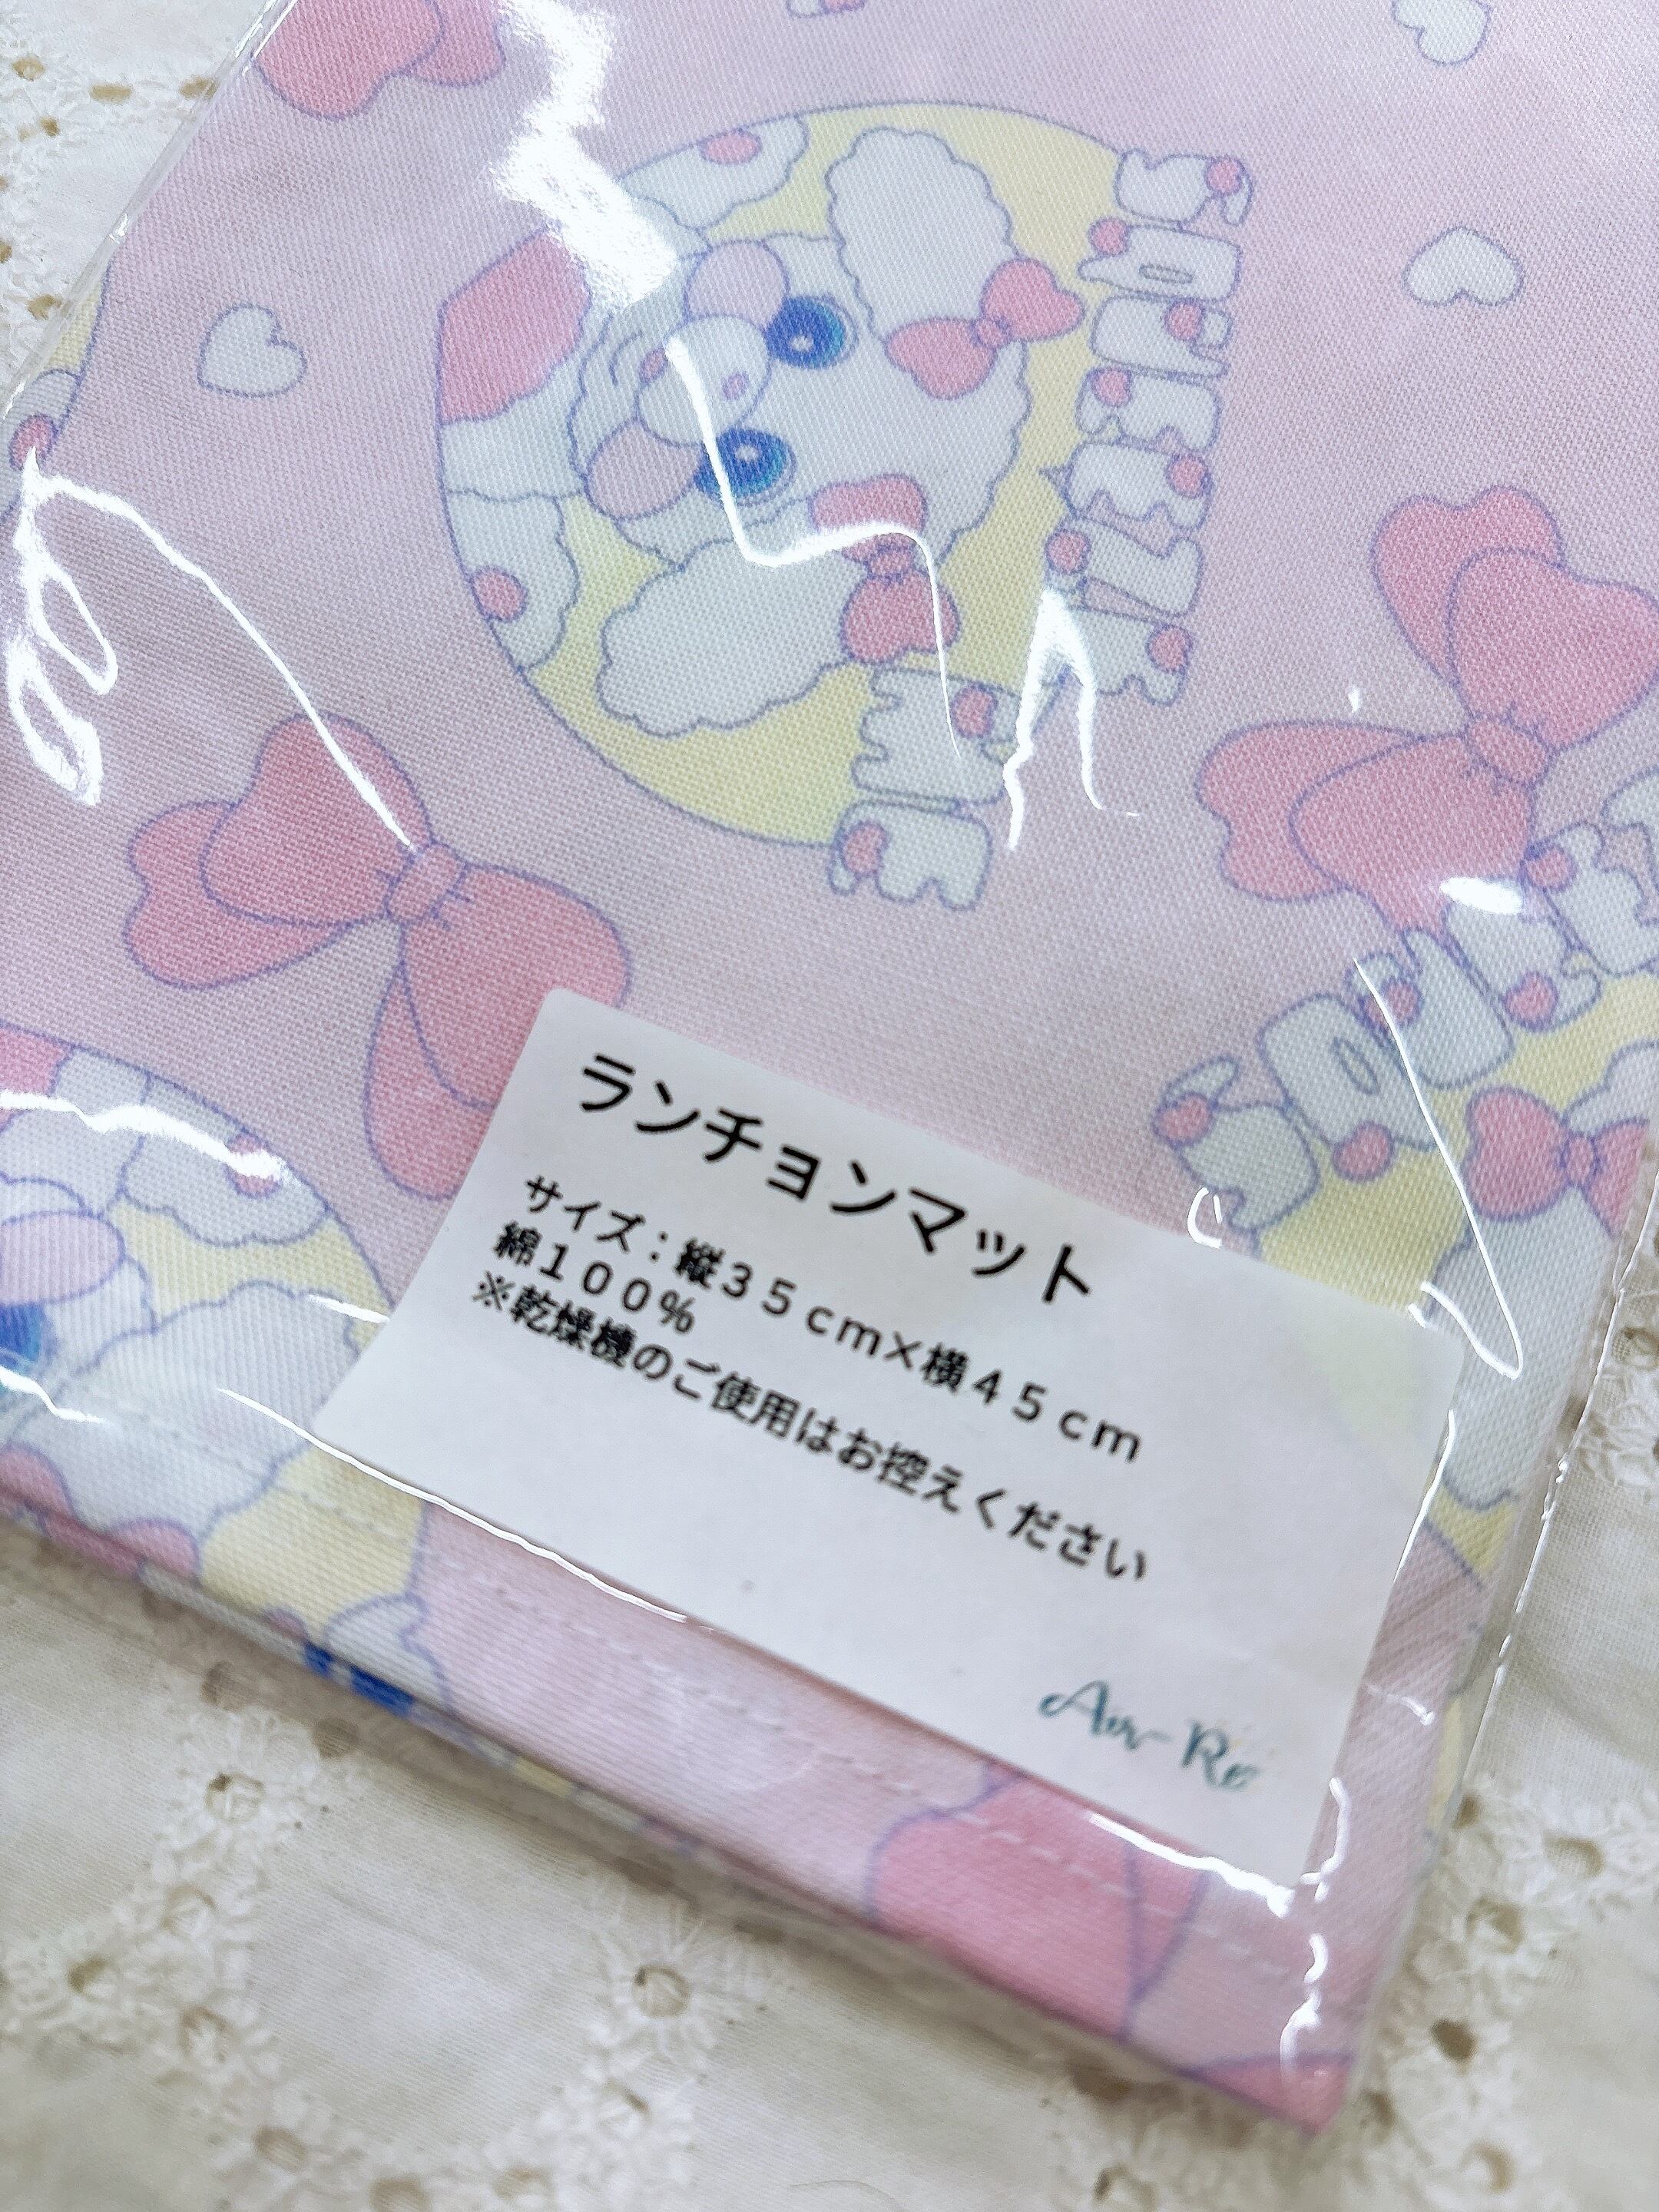 ランチョンマット
サイズ：縦３５ｃｍ×横４５ｃｍ
綿１００％
※乾燥機のご使用はお控えください